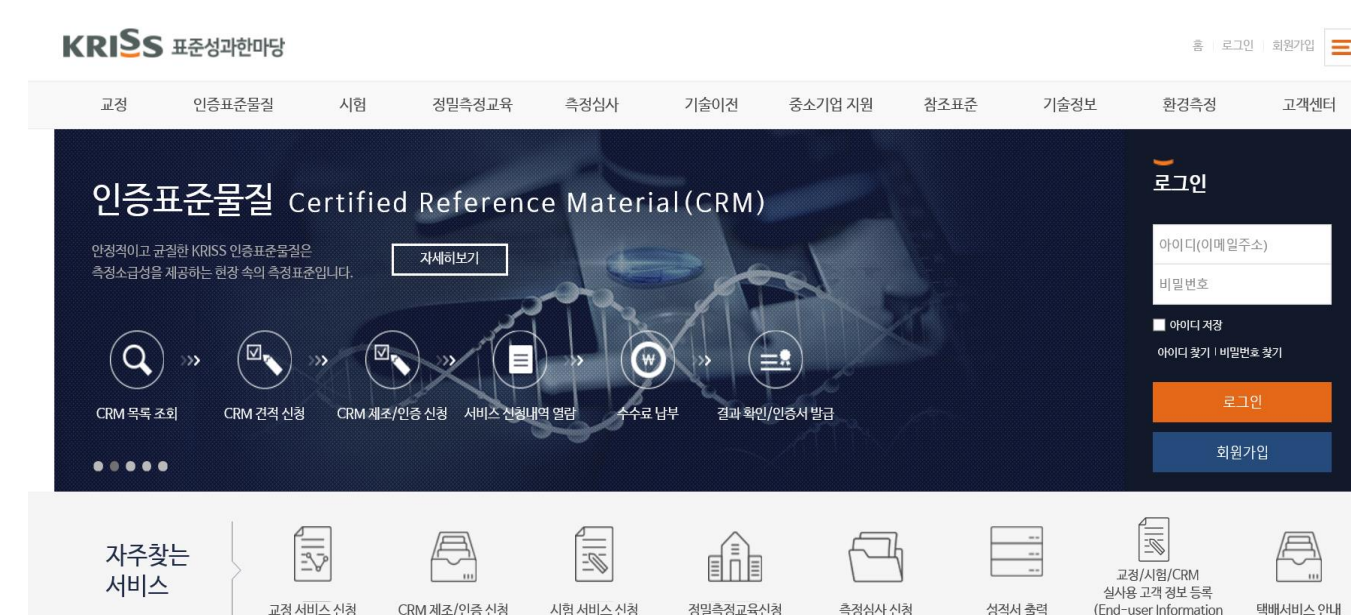 KRISS 표준성과한마당
홈 로그인 회원가입
교정 인증표준물질 시험 정밀측정교육 측정심사 기술이전 중소기업 지원 참조표준 기술정보 환경측정 고객센터
인증표준물질 Certified Reference Material(CRM)
안정적이고 균질한 KRISS 인증표준물질은
측정소급성을 제공하는 현장 속의 측정표준입니다.
자세히보기
CRM 목록 조회 CRM 견적 신청 CRM 제조/인증 신청 서비스 신청내역 열람 수수료 납부 결과 확인/인증서 발급
로그인
아이디(이메일주소)
비밀번호
아이디 저장
아이디 찾기 | 비밀번호 찾기
로그인
회원가입
자주찾는
서비스
교정 서비스 신청 CRM 제조/인증 신청 시험 서비스 신청 정밀측정교육신청 측정심사 신청 성적서 출력
교정/시험/CRM
실사용 고객 정보 등록
(End-user Information
택배서비스 안내